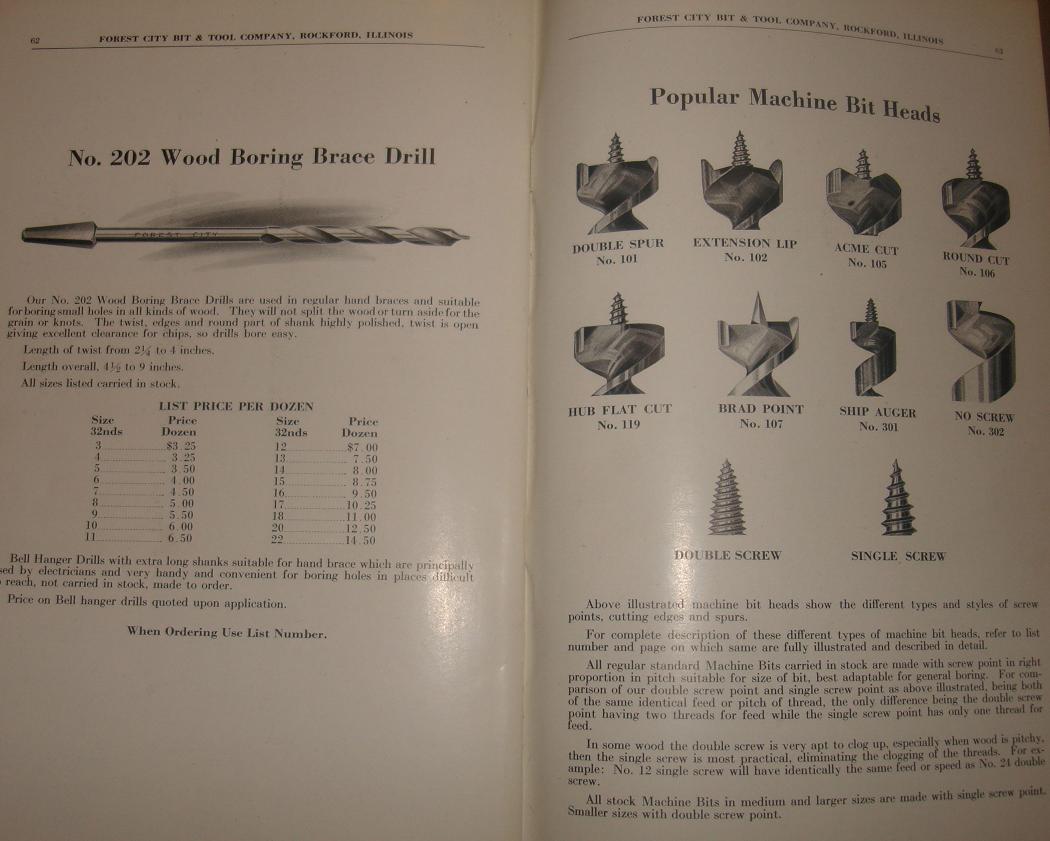 62
FOREST CITY BIT & TOOL COMPANY, ROCKFORD, ILLINOIS
No. 202 Wood Boring Brace Drill
FOREST CITY
Our No. 202 Wood Boring Brace Drills are used in regular hand braces and suitable
for boring small holes in all kinds of wood. They will not split the wood or turn aside for the
grain or knots. The twist, edges and round part of shank highly polished, twist is open
giving excellent clearance for chips, so drills bore easy.
Length of twist from 2¼ to 4 inches.
Length overall, 4½ to 9 inches.
All sizes listed carried in stock.
LIST PRICE PER DOZEN
Size Price Size Price
32nds Dozen 32nds Dozen
3 $3.25 12 $7.00
4 3.25 13 7.50
5 3.50 14 8.00
6 4.00 15 8.75
7 4.50 16 9.50
8 5.00 17 10.25
9 5.50 18 11.00
10 6.00 20 12.50
11 6.50 22 14.50
Bell Hanger Drills with extra long shanks suitable for hand brace which are principally
sed by electricians and very handy and convenient for boring holes in places difficult
reach, not carried in stock, made to order.
Price on Bell hanger drills quoted upon application.
When Ordering Use List Number.
FOREST CITY BIT & TOOL COMPANY, ROCKFORD, ILLINOIS
63
Popular Machine Bit Heads
DOUBLE SPUR EXTENSION LIP ACME CUT ROUND CUT
No. 101 No. 102 No. 105 No. 106
HUB FLAT CUT BRAD POINT SHIP AUGER NO SCREW
No. 119 No. 107 No. 301 No. 302
DOUBLE SCREW SINGLE SCREW
Above illustrated machine bit heads show the different types and styles of screw
points, cutting edges and spurs.
For complete description of these different types of machine bit heads, refer to list
number and page on which same are fully illustrated and described in detail.
All regular standard Machine Bits carried in stock are made with screw point in right
proportion in pitch suitable for size of bit, best adaptable for general boring. For com-
parison of our double screw point and single screw point as above illustrated, being both
of the same identical feed or pitch of thread, the only difference being the double screw
point having two threads for feed while the single screw point has only one thread for
feed.
In some wood the double screw is very apt to clog up, especially when wood is pitchy,
then the single screw is most practical, eliminating the clogging of the threads. For ex-
ample: No. 12 single screw will have identically the same feed or speed as No. 24 double
screw.
All stock Machine Bits in medium and larger sizes are made with single screw point.
Smaller sizes with double screw point.